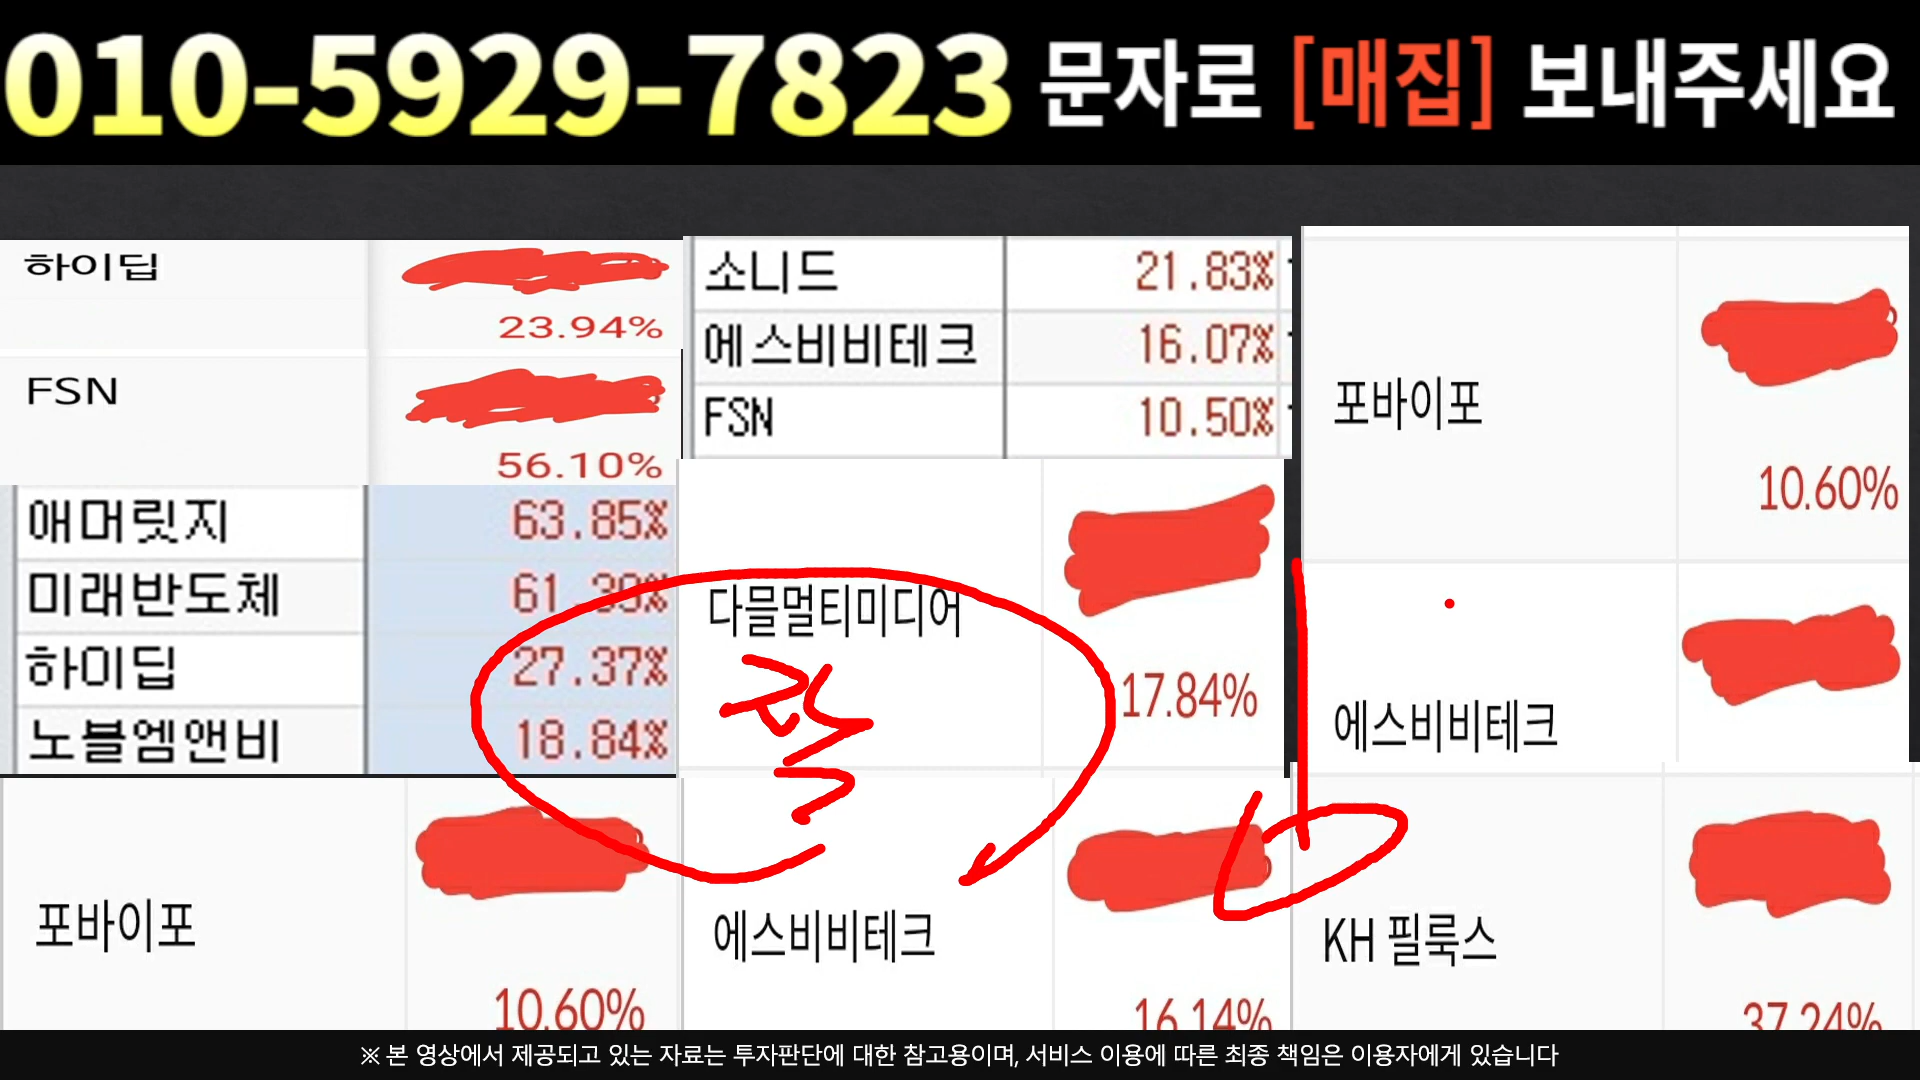 010-5929-7823 문자로 [매집] 보내주세요
하이딥
23.94%
FSN
56.10%
애머릿지 63.85%
미래반도체 61.39%
하이딥 27.37%
노블엠앤비 18.84%
소니드 21.83%
에스비비테크 16.07%
FSN 10.50%
다믈멀티미디어
17.84%
포바이포
10.60%
에스비비테크
포바이포
10.60%
에스비비테크
16.14%
KH 필룩스
37.24%
※ 본 영상에서 제공되고 있는 자료는 투자판단에 대한 참고용이며, 서비스 이용에 따른 최종 책임은 이용자에게 있습니다